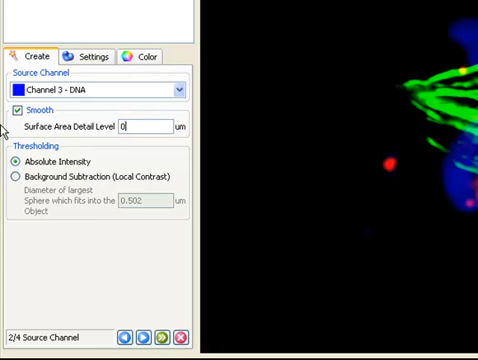 Create Settings Color
Source Channel
Channel 3 - DNA
Smooth
Surface Area Detail Level 0 um
Thresholding
Absolute Intensity
Background Subtraction (Local Contrast)
Diameter of largest
Sphere which fits into the 0.502 um
Object
2/4 Source Channel